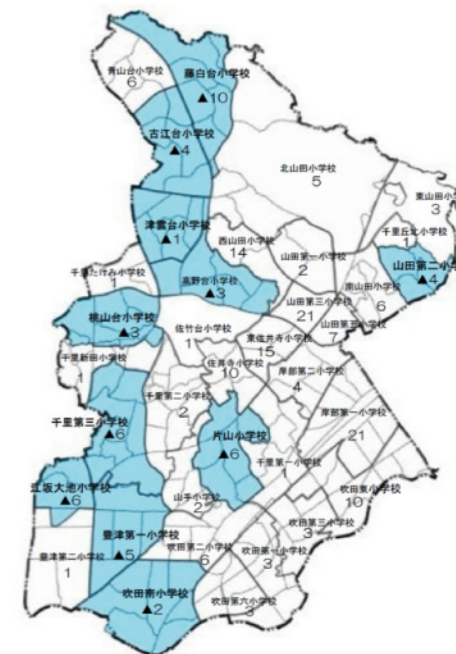 青山台小学校
6
藤白台小学校
▲10
古江台小学校
▲4
北山田小学校
5
東山田小
3
千里丘北小学校
1
津雲台小学校
▲1
西山田小学校
14
山田第一小学校
2
山田第二小
▲4
千里たけみ小学校
1
高野台小学校
▲3
南山田小学校
6
山田第三小学校
21
桃山台小学校
▲3
佐竹台小学校
1
山田第五小学校
7
東佐井寺小学校
15
佐井寺小学校
10
千里新田小学校
1
岸部第二小学校
4
千里第二小学校
2
岸部第一小学校
21
千里第三小学校
▲6
片山小学校
▲6
千里第一小学校
1
江坂大池小学校
▲6
山手小学校
2
吹田東小学校
10
吹田第三小学校
3
豊津第一小学校
▲5
豊津第二小学校
1
吹田第二小学校
6
吹田第一小学校
3
吹田南小学校
▲2
吹田第六小学校
3